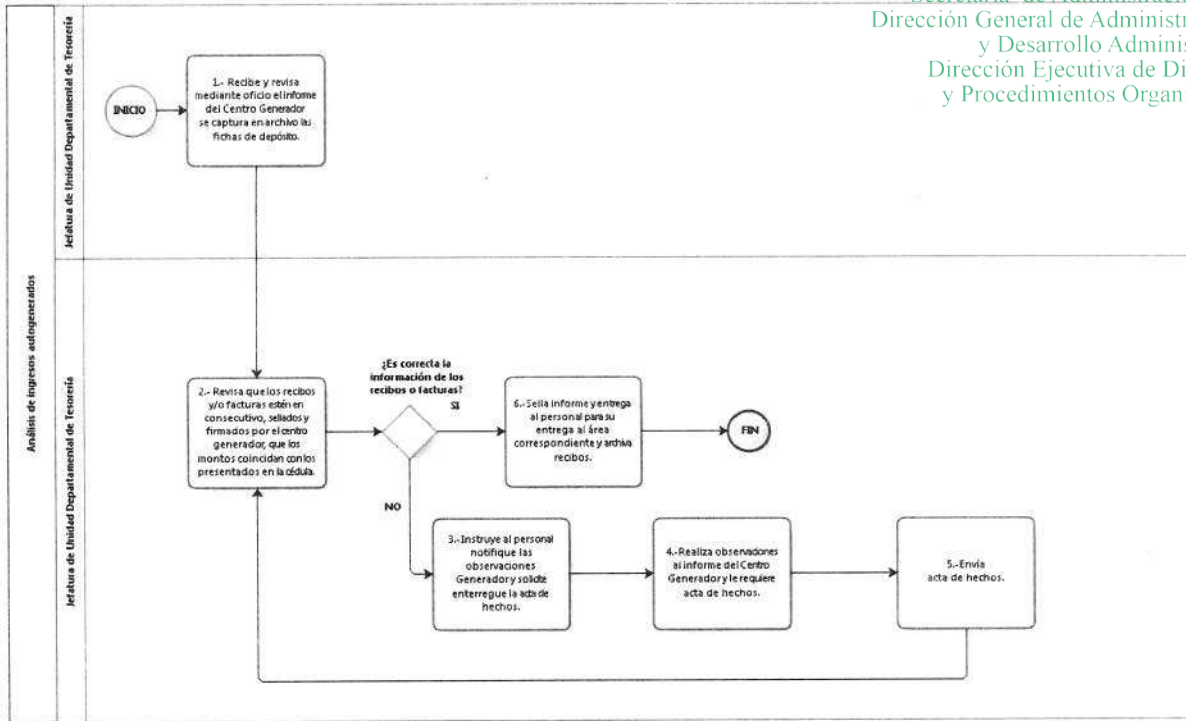 Dirección General de Administr
y Desarrollo Adminis
Dirección Ejecutiva de Di
y Procedimientos Organ
Análisis de ingresos autogenerados
Jefatura de Unidad Departamental de Tesorería
INICIO
1.- Recibe y revisa
mediante oficio el informe
del Centro Generador
se captura en archivo las
fichas de depósito.
Jefatura de Unidad Departamental de Tesorería
2.- Revisa que los recibos
y/o facturas estén en
consecutivo, sellados y
firmados por el centro
generador, que los
montos coincidan con los
presentados en la cédula.
¿Es correcta la
información de los
recibos o facturas?
SI
NO
6.-Sella informe y entrega
al personal para su
entrega al área
correspondiente y archiva
recibos.
FIN
3.-Instruye al personal
notifique las
observaciones
Generador y solicite
enterregue la acta de
hechos.
4.-Realiza observaciones
al informe del Centro
Generador y le requiere
acta de hechos.
5.-Envía
acta de hechos.